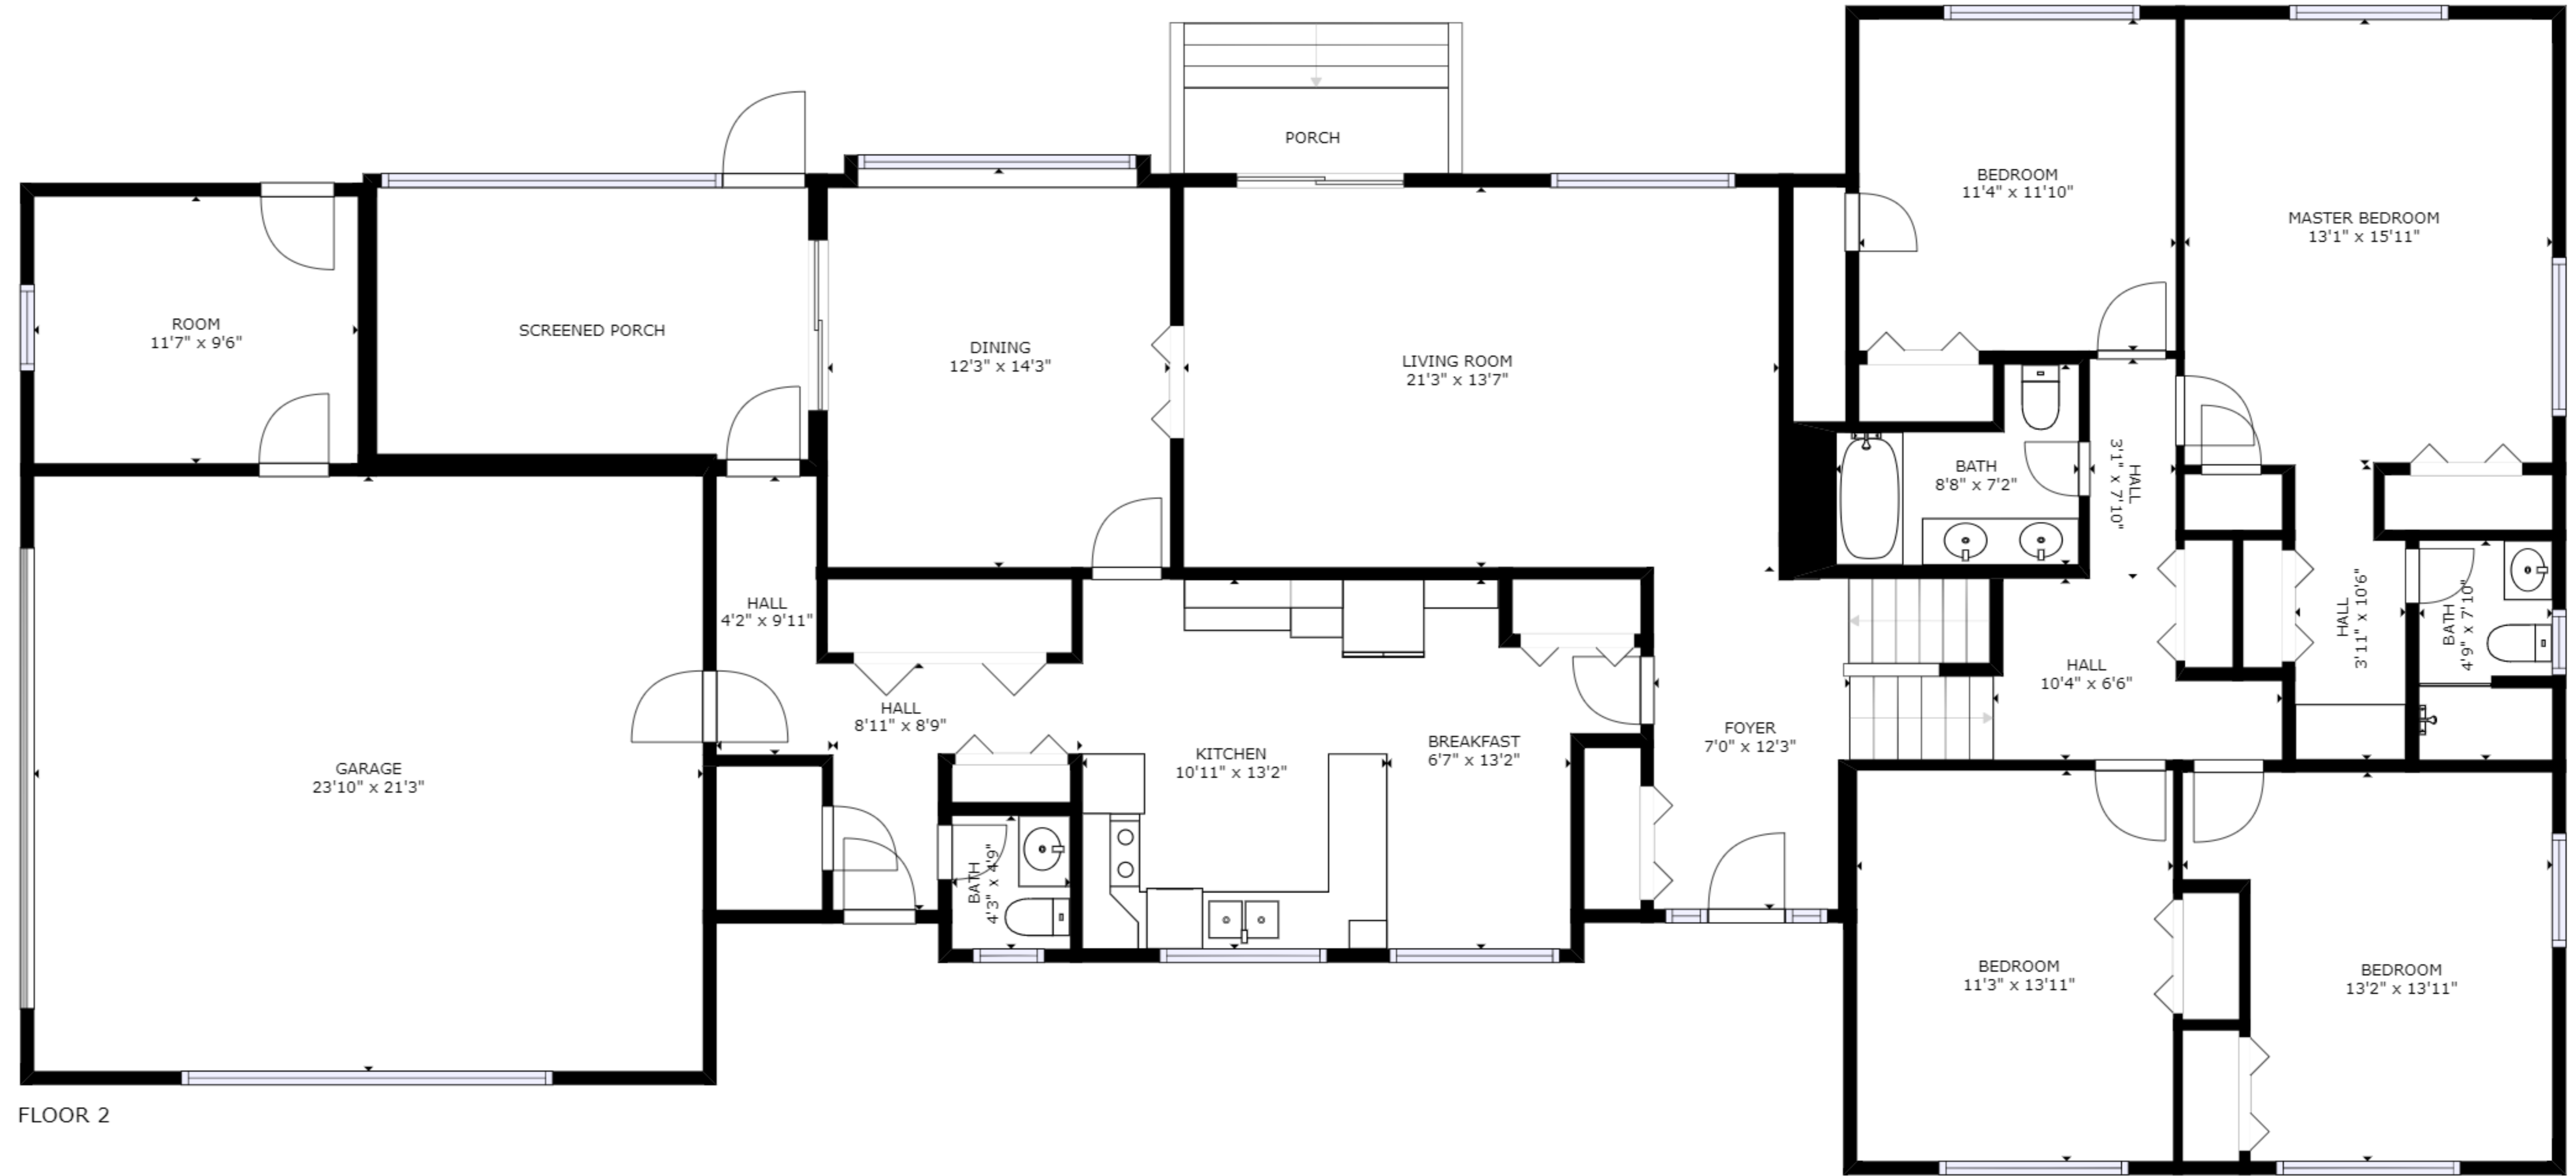 PORCH
BEDROOM
11'4" x 11'10"
MASTER BEDROOM
13'1" x 15'11"
ROOM
11'7" x 9'6"
SCREENED PORCH
DINING
12'3" x 14'3"
LIVING ROOM
21'3" x 13'7"
BATH
8'8" x 7'2"
HALL
3'1" x 7'10"
HALL
4'2" x 9'11"
HALL
3'11" x 10'6"
BATH
4'9" x 7'10"
HALL
10'4" x 6'6"
HALL
8'11" x 8'9"
KITCHEN
10'11" x 13'2"
BREAKFAST
6'7" x 13'2"
FOYER
7'0" x 12'3"
GARAGE
23'10" x 21'3"
BATH
4'3" x 4'9"
BEDROOM
11'3" x 13'11"
BEDROOM
13'2" x 13'11"
FLOOR 2